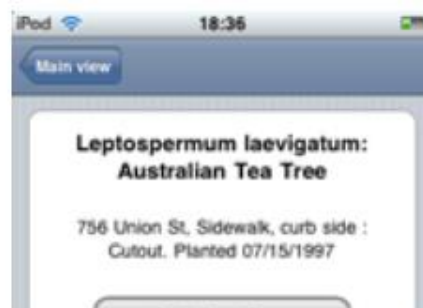 iPod 18:36
Main view
Leptospermum laevigatum:
Australian Tea Tree
756 Union St, Sidewalk, curb side :
Cutout. Planted 07/15/1997